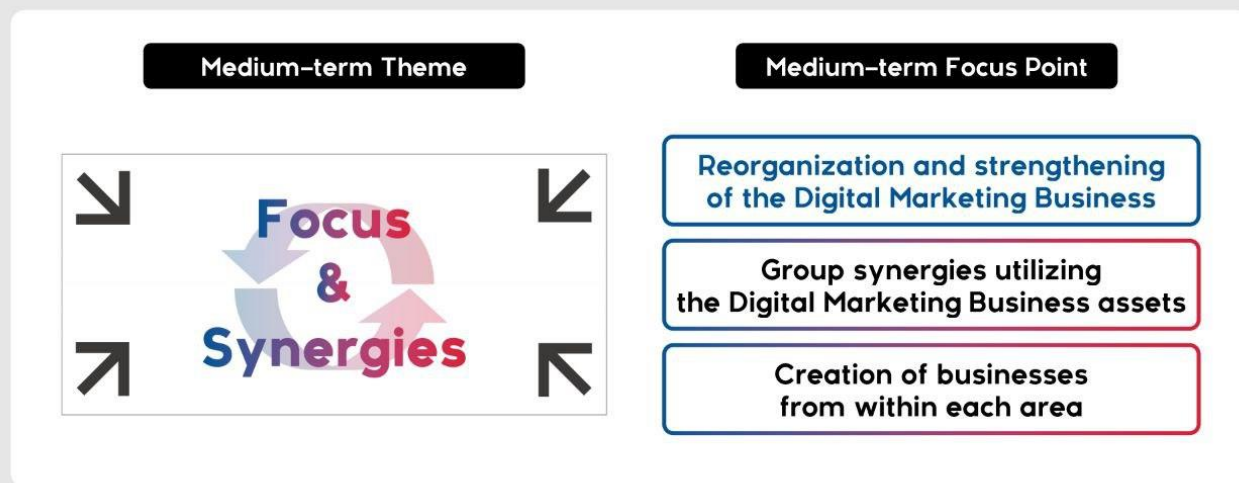 Medium-term Theme
Focus
&
Synergies
Medium-term Focus Point
Reorganization and strengthening
of the Digital Marketing Business
Group synergies utilizing
the Digital Marketing Business assets
Creation of businesses
from within each area